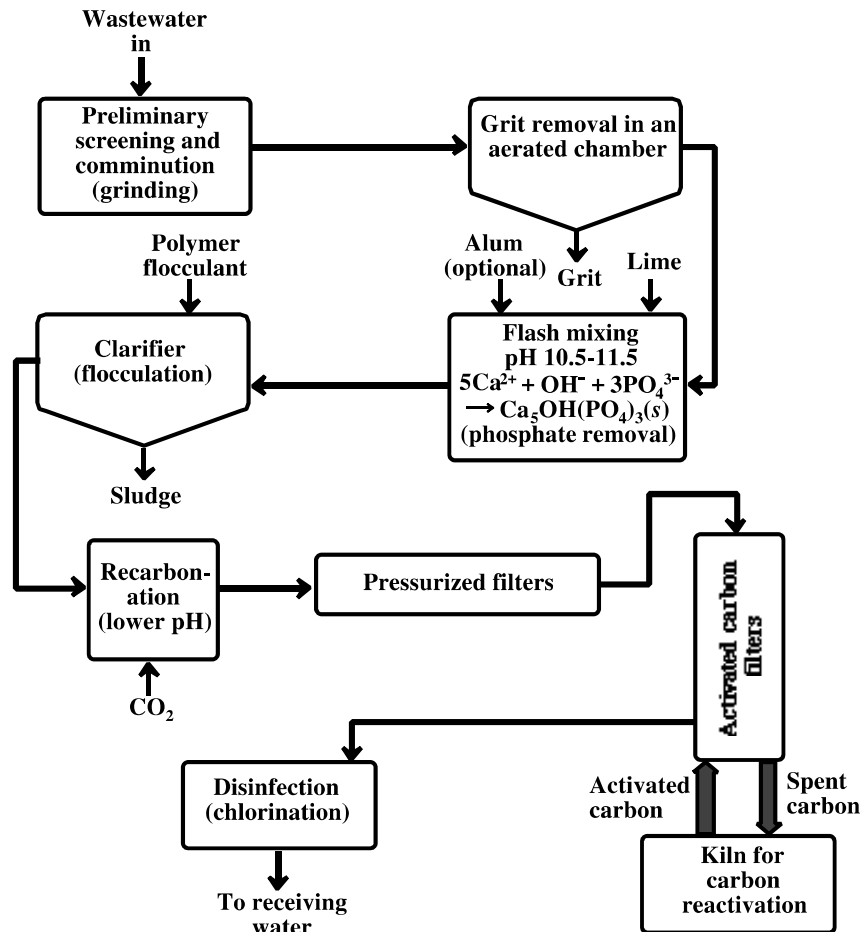 Wastewater
in
Preliminary
screening and
comminution
(grinding)
Grit removal in an
aerated chamber
Grit
Alum
(optional)
Lime
Flash mixing
pH 10.5-11.5
5Ca²⁺ + OH⁻ + 3PO₄³⁻
→ Ca₅OH(PO₄)₃(s)
(phosphate removal)
Polymer
flocculant
Clarifier
(flocculation)
Sludge
Recarbon-
ation
(lower pH)
CO₂
Pressurized filters
Activated carbon
filters
Activated
carbon
Spent
carbon
Kiln for
carbon
reactivation
Disinfection
(chlorination)
To receiving
water